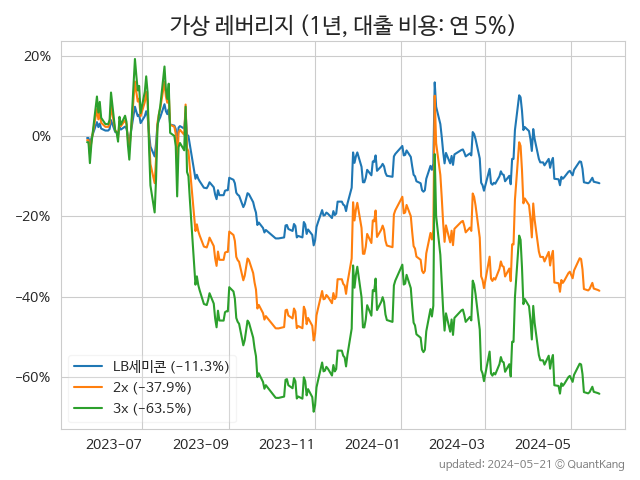 가상 레버리지 (1년, 대출 비용: 연 5%)
20%
0%
−20%
−40%
−60%
LB세미콘 (−11.3%)
2x (−37.9%)
3x (−63.5%)
2023−07 2023−09 2023−11 2024−01 2024−03 2024−05
updated: 2024−05−21 © QuantKang